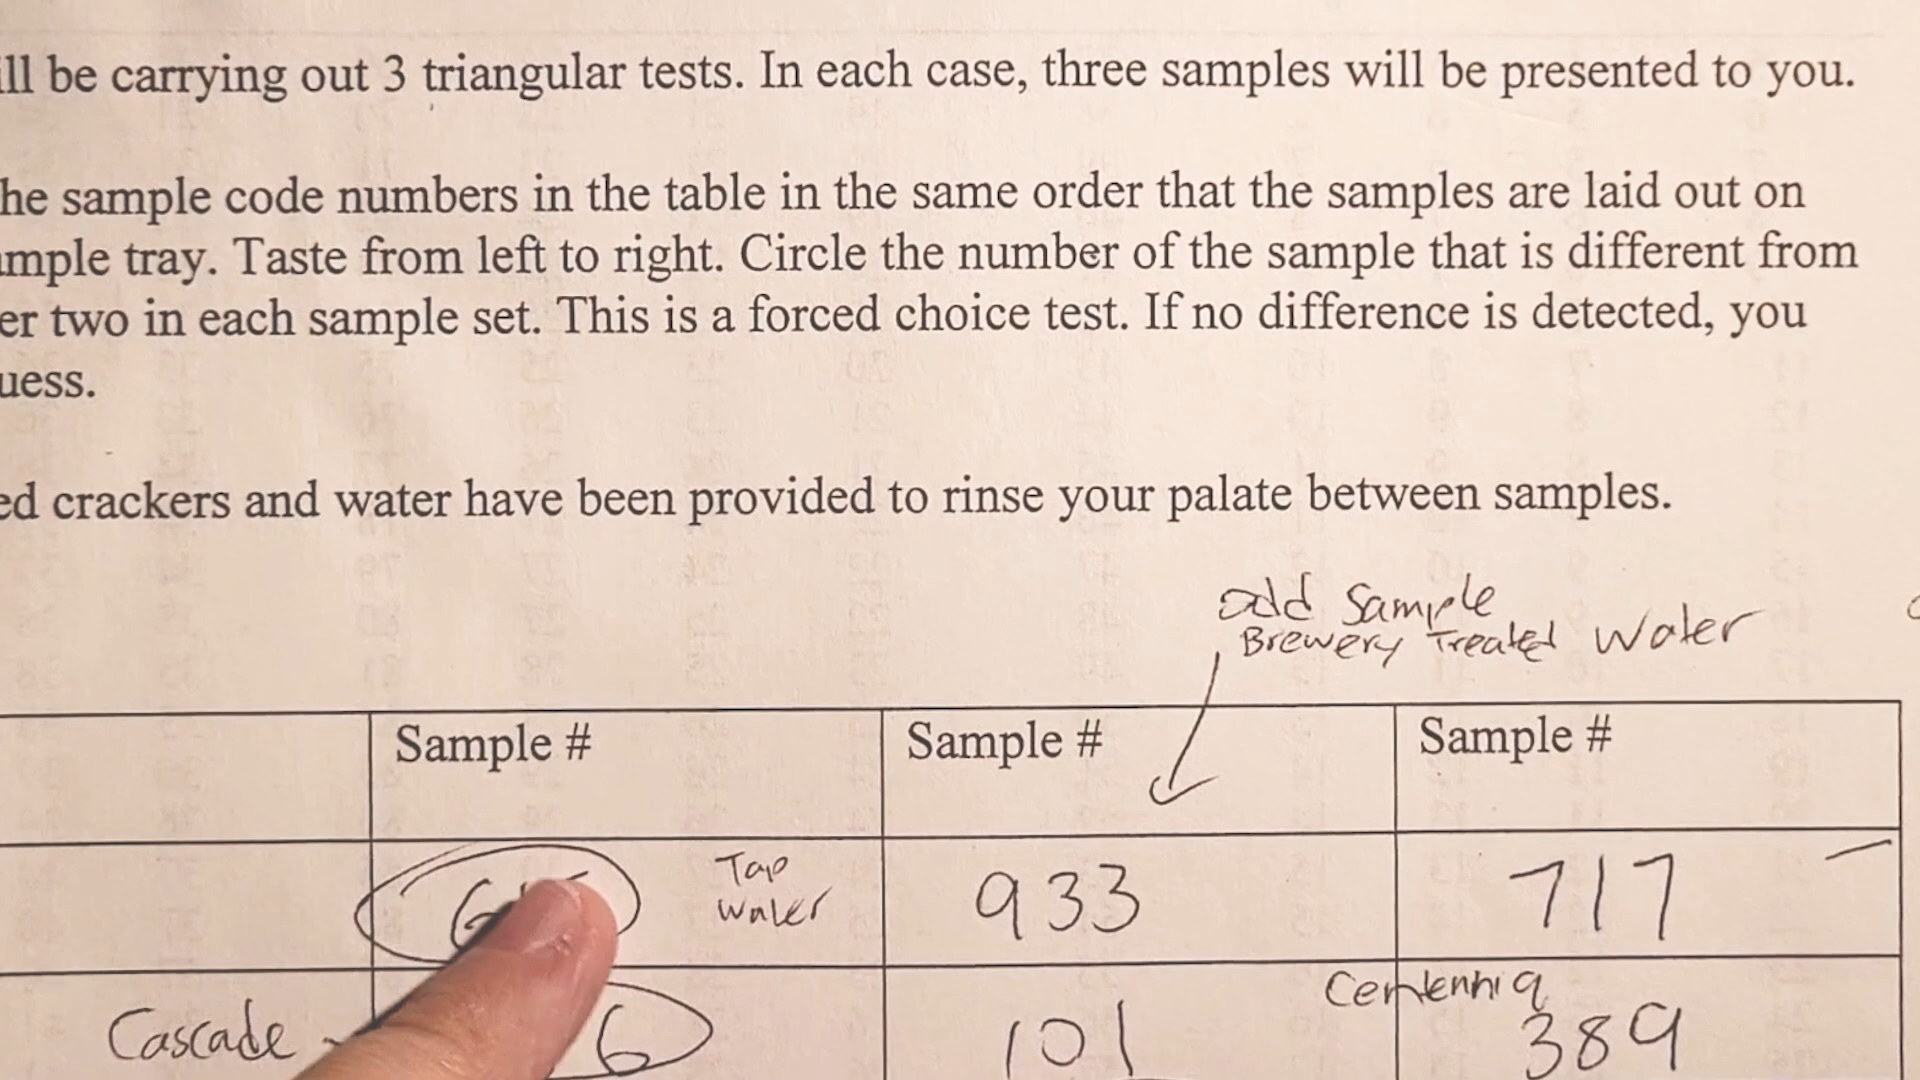 ill be carrying out 3 triangular tests. In each case, three samples will be presented to you.
he sample code numbers in the table in the same order that the samples are laid out on
mple tray. Taste from left to right. Circle the number of the sample that is different from
er two in each sample set. This is a forced choice test. If no difference is detected, you
uess.
ed crackers and water have been provided to rinse your palate between samples.
odd Sample
Brewery Treated Water
Sample # Sample # Sample #
Tap
Water
933 717
Cascade 6 101 389